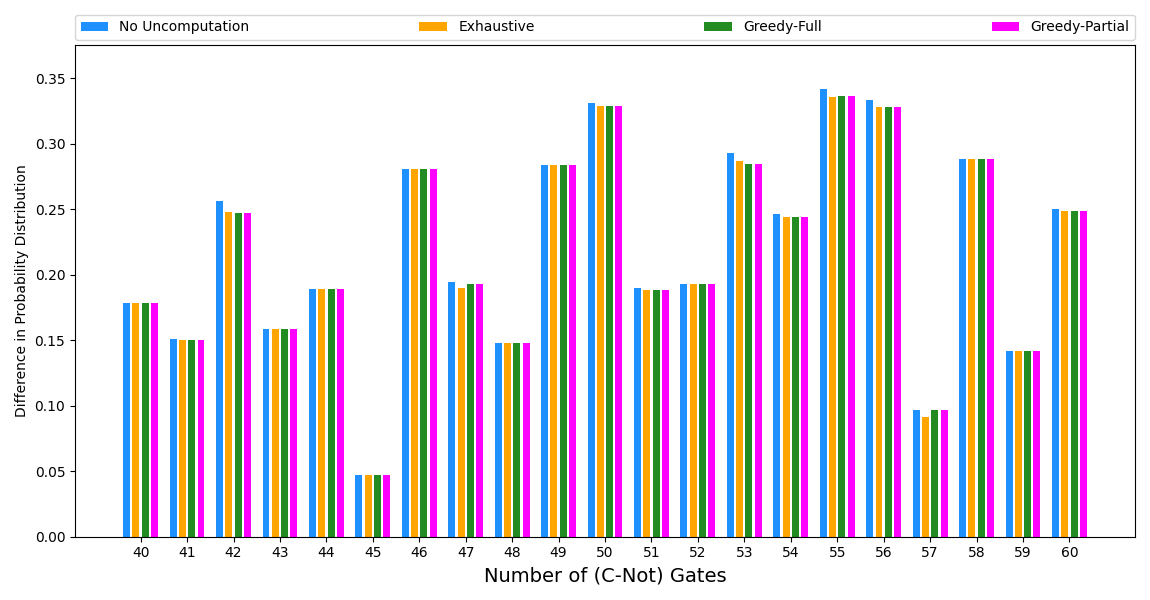 No Uncomputation Exhaustive Greedy-Full Greedy-Partial
Difference in Probability Distribution
0.35
0.30
0.25
0.20
0.15
0.10
0.05
0.00
40 41 42 43 44 45 46 47 48 49 50 51 52 53 54 55 56 57 58 59 60
Number of (C-Not) Gates